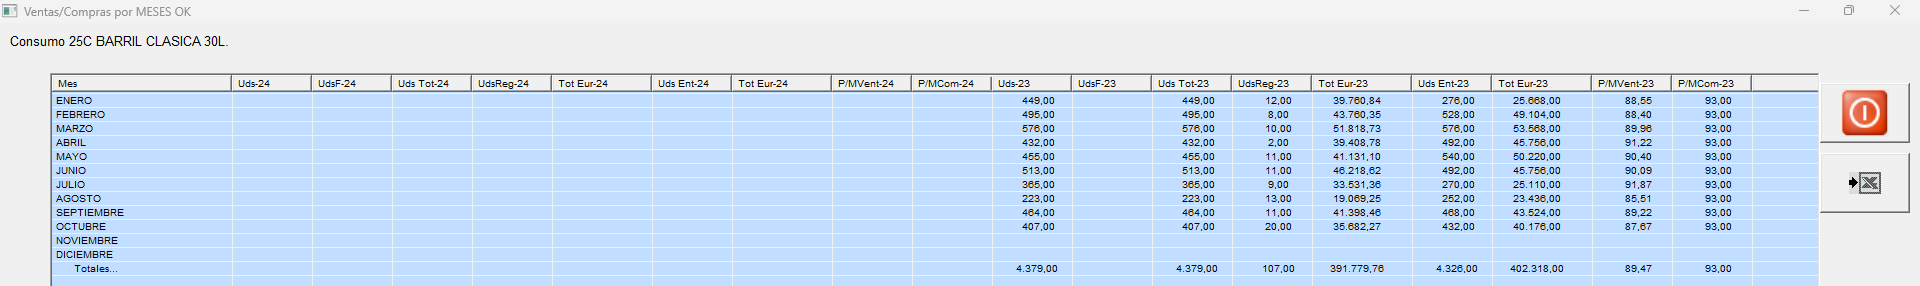 Ventas/Compras por MESES OK
Consumo 25C BARRIL CLASICA 30L.
Mes Uds-24 UdsF-24 Uds Tot-24 UdsReg-24 Tot Eur-24 Uds Ent-24 Tot Eur-24 P/MVent-24 P/MCom-24 Uds-23 UdsF-23 Uds Tot-23 UdsReg-23 Tot Eur-23 Uds Ent-23 Tot Eur-23 P/MVent-23 P/MCom-23
ENERO 449,00 449,00 12,00 39.760,84 276,00 25.668,00 88,55 93,00
FEBRERO 495,00 495,00 8,00 43.760,35 528,00 49.104,00 88,40 93,00
MARZO 576,00 576,00 10,00 51.818,73 576,00 53.568,00 89,96 93,00
ABRIL 432,00 432,00 2,00 39.408,78 492,00 45.756,00 91,22 93,00
MAYO 455,00 455,00 11,00 41.131,10 540,00 50.220,00 90,40 93,00
JUNIO 513,00 513,00 11,00 46.218,62 492,00 45.756,00 90,09 93,00
JULIO 365,00 365,00 9,00 33.531,36 270,00 25.110,00 91,87 93,00
AGOSTO 223,00 223,00 13,00 19.069,25 252,00 23.436,00 85,51 93,00
SEPTIEMBRE 464,00 464,00 11,00 41.398,46 468,00 43.524,00 89,22 93,00
OCTUBRE 407,00 407,00 20,00 35.682,27 432,00 40.176,00 87,67 93,00
NOVIEMBRE
DICIEMBRE
Totales... 4.379,00 4.379,00 107,00 391.779,76 4.326,00 402.318,00 89,47 93,00